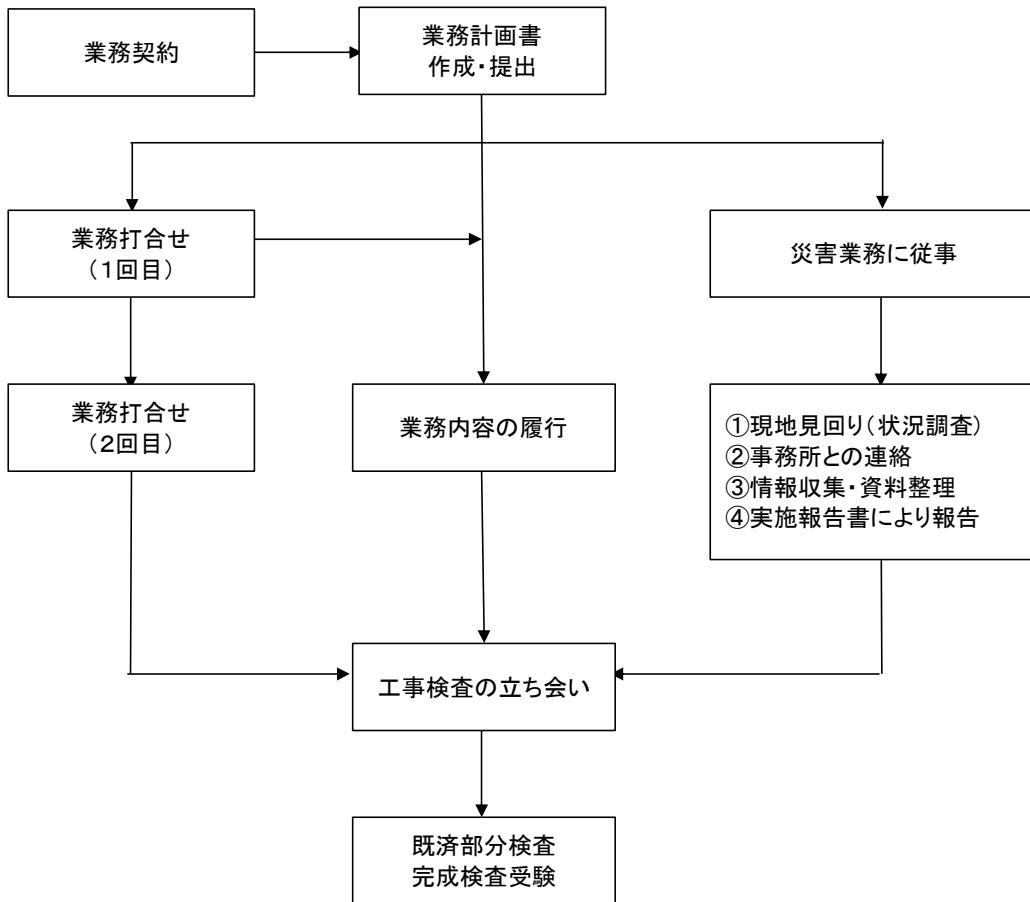 業務契約
業務計画書
作成・提出
業務打合せ
（１回目）
災害業務に従事
業務打合せ
（２回目）
業務内容の履行
①現地見回り（状況調査）
②事務所との連絡
③情報収集・資料整理
④実施報告書により報告
工事検査の立ち会い
既済部分検査
完成検査受験